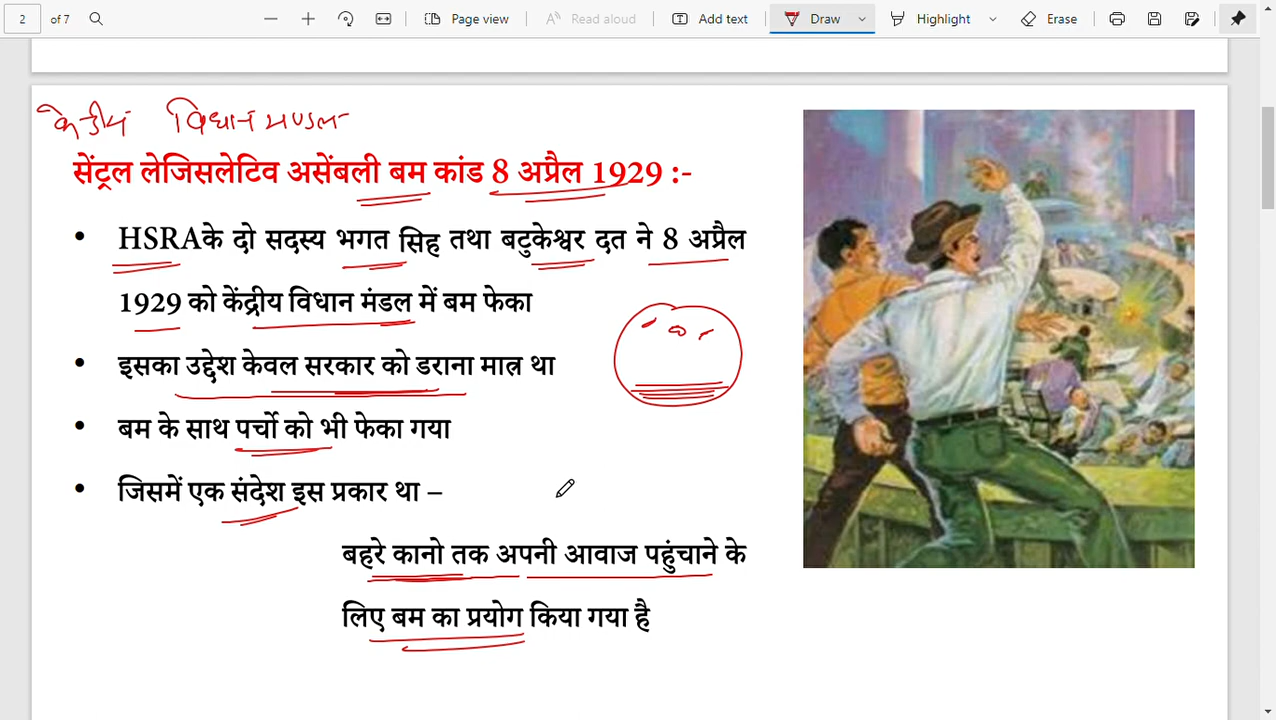 2 of 7 Page view Read aloud Add text Draw Highlight Erase
केन्द्रीय विधान मण्डल
सेंट्रल लेजिसलेटिव असेंबली बम कांड 8 अप्रैल 1929 :-
• HSRAके दो सदस्य भगत सिह तथा बटुकेश्वर दत ने 8 अप्रैल
1929 को केंद्रीय विधान मंडल में बम फेका
• इसका उद्देश केवल सरकार को डराना मात्र था
• बम के साथ पर्चो को भी फेका गया
• जिसमें एक संदेश इस प्रकार था –
बहरे कानो तक अपनी आवाज पहुंचाने के
लिए बम का प्रयोग किया गया है